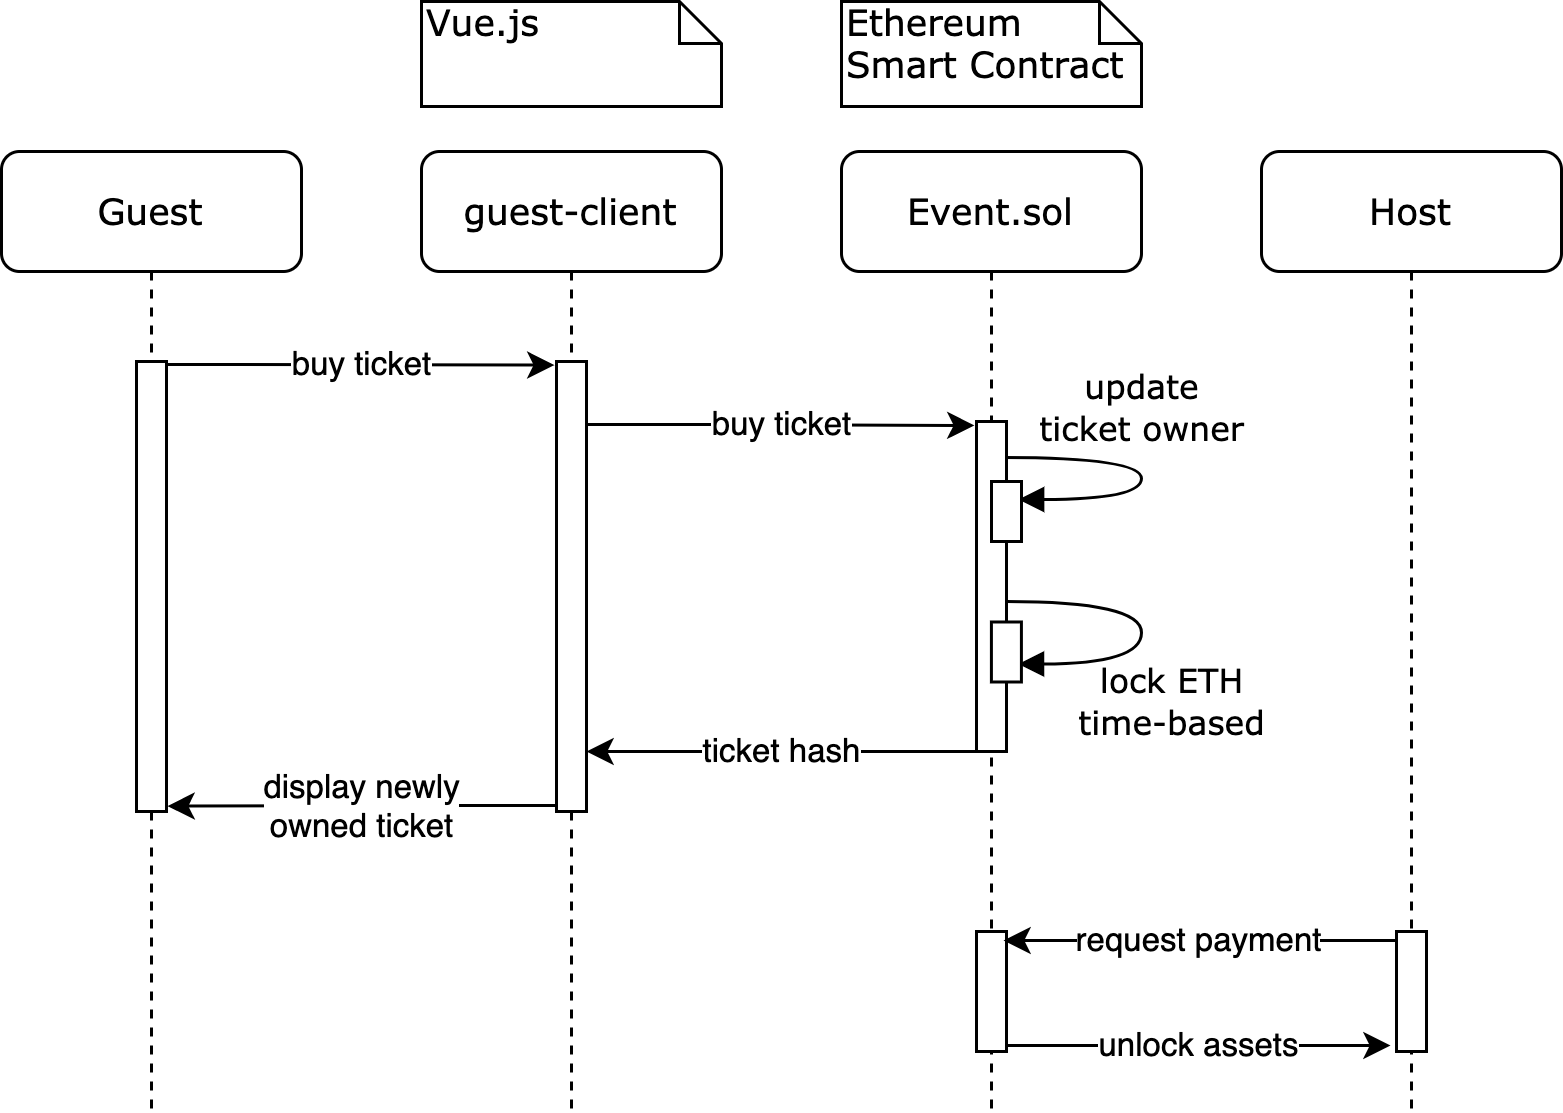 Vue.js
Ethereum
Smart Contract
Guest
guest-client
Event.sol
Host
buy ticket
buy ticket
update
ticket owner
lock ETH
time-based
ticket hash
display newly
owned ticket
request payment
unlock assets